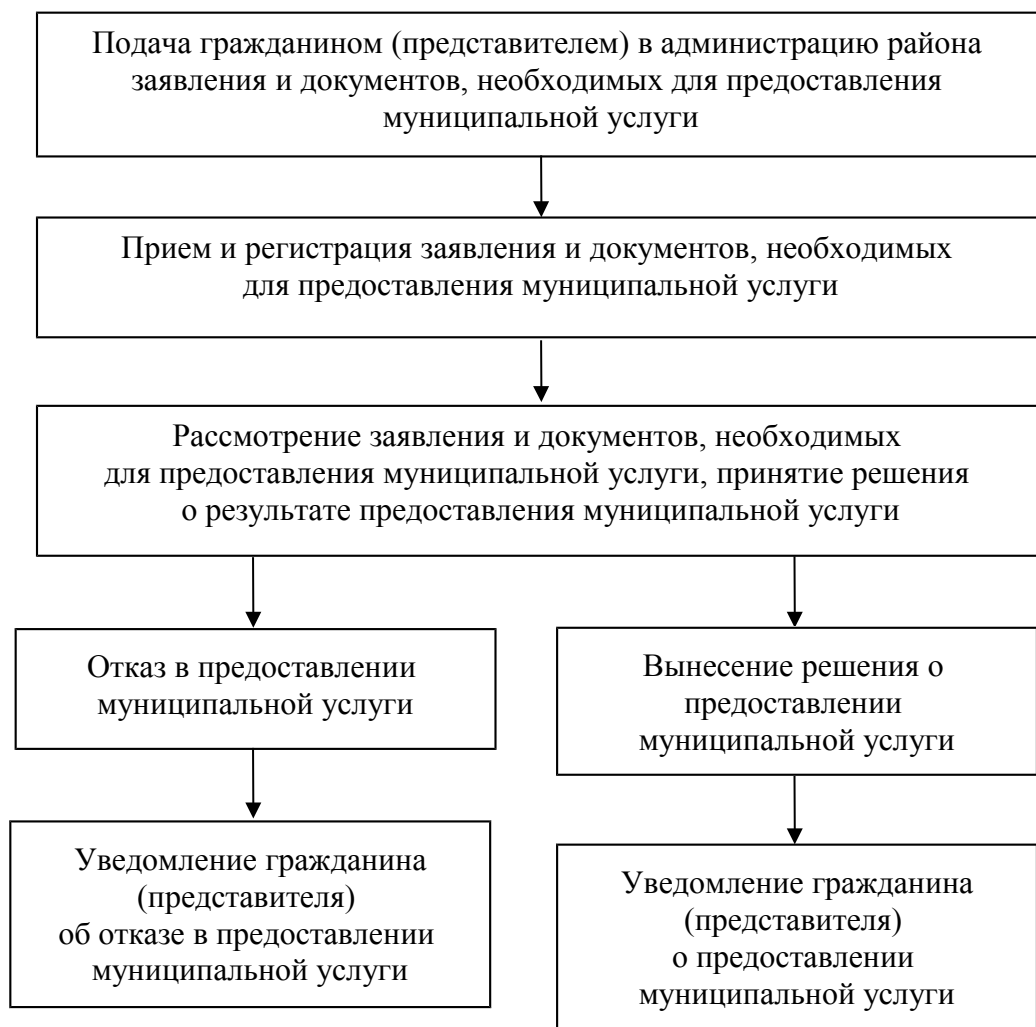 Подача гражданином (представителем) в администрацию района
заявления и документов, необходимых для предоставления
муниципальной услуги
Прием и регистрация заявления и документов, необходимых
для предоставления муниципальной услуги
Рассмотрение заявления и документов, необходимых
для предоставления муниципальной услуги, принятие решения
о результате предоставления муниципальной услуги
Отказ в предоставлении
муниципальной услуги
Вынесение решения о
предоставлении
муниципальной услуги
Уведомление гражданина
(представителя)
об отказе в предоставлении
муниципальной услуги
Уведомление гражданина
(представителя)
о предоставлении
муниципальной услуги